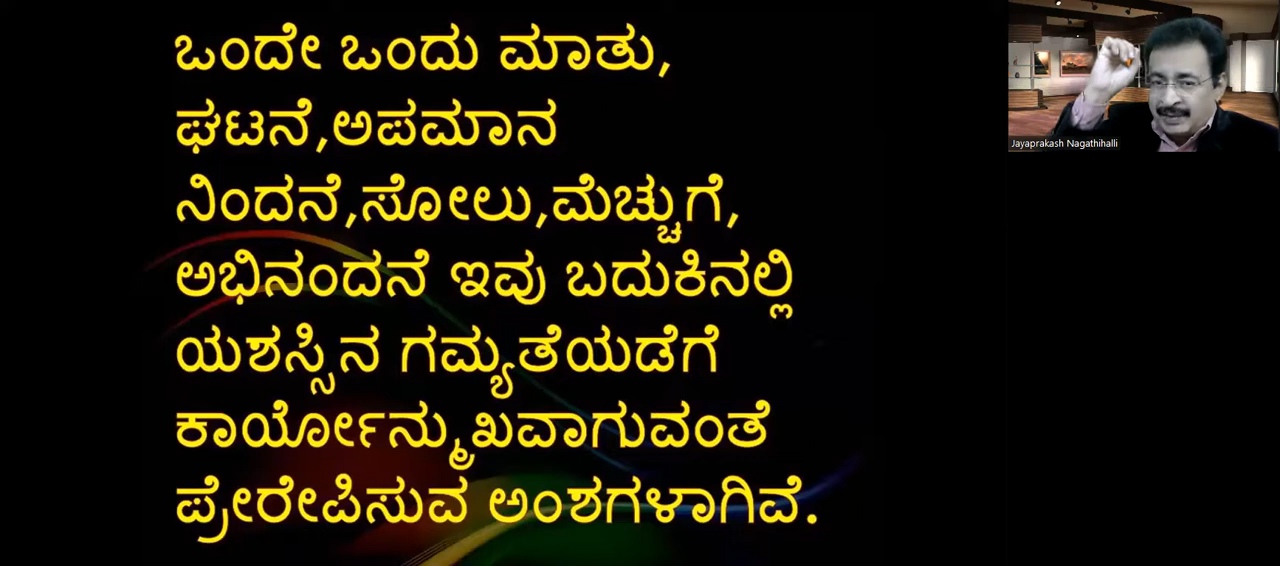 ಒಂದೇ ಒಂದು ಮಾತು,
ಘಟನೆ,ಅಪಮಾನ
ನಿಂದನೆ,ಸೋಲು,ಮೆಚ್ಚುಗೆ,
ಅಭಿನಂದನೆ ಇವು ಬದುಕಿನಲ್ಲಿ
ಯಶಸ್ಸಿನ ಗಮ್ಯತೆಯಡೆಗೆ
ಕಾರ್ಯೋನ್ಮುಖವಾಗುವಂತೆ
ಪ್ರೇರೇಪಿಸುವ ಅಂಶಗಳಾಗಿವೆ.
Jayaprakash Nagathihalli